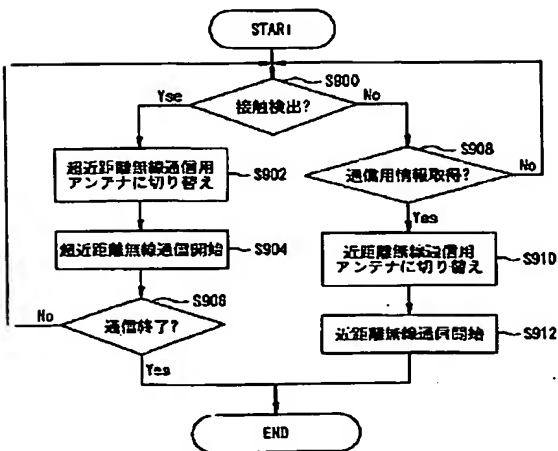 START
S900
接触検出?
Yse
No
S902
超近距離無線通信用
アンテナに切り替え
S904
超近距離無線通信開始
S906
通信終了?
No
Yes
S908
通信用情報取得?
No
Yes
S910
近距離無線通信用
アンテナに切り替え
S912
近距離無線通信開始
END